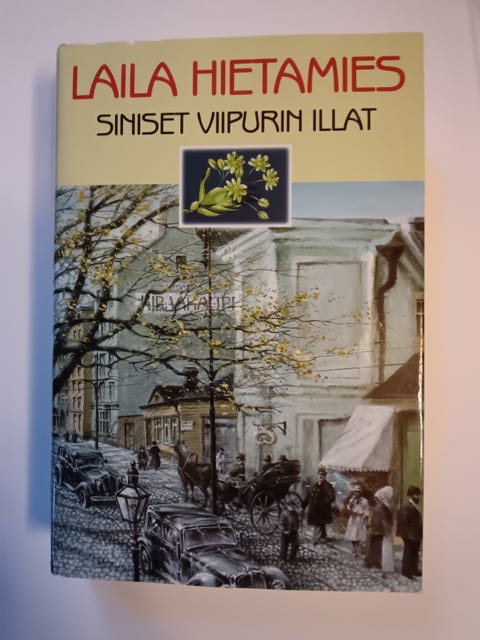 LAILA HIETAMIES
SINISET VIIPURIN ILLAT
KIRJAKAUPPA